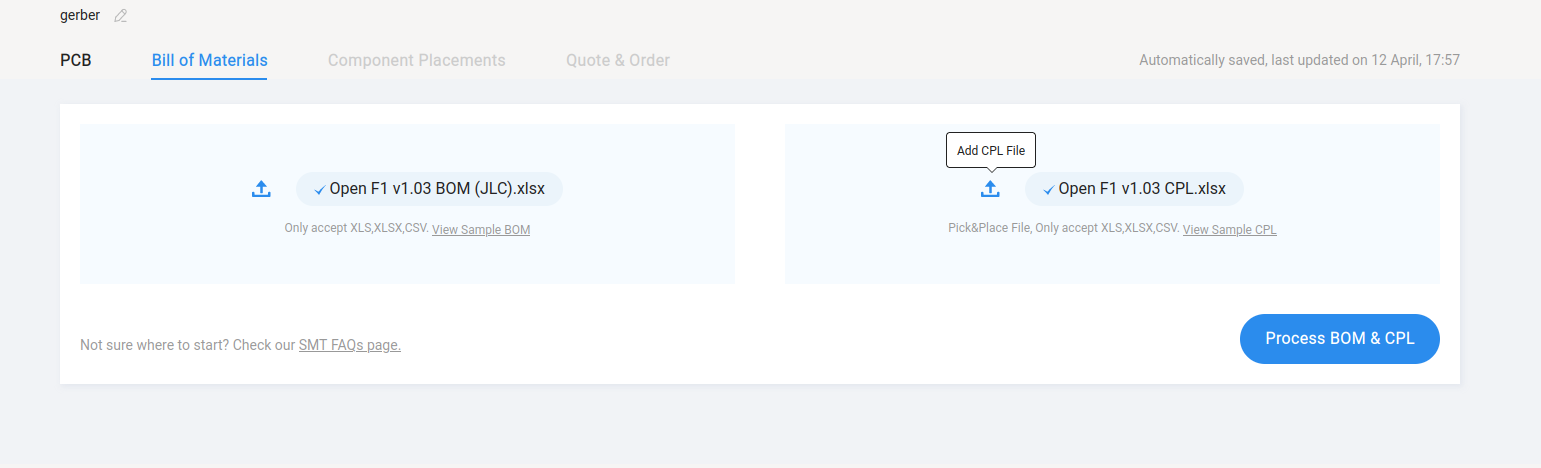 gerber
PCB Bill of Materials Component Placements Quote & Order Automatically saved, last updated on 12 April, 17:57
Add CPL File
Open F1 v1.03 BOM (JLC).xlsx Open F1 v1.03 CPL.xlsx
Only accept XLS,XLSX,CSV. View Sample BOM Pick&Place File, Only accept XLS,XLSX,CSV. View Sample CPL
Not sure where to start? Check our SMT FAQs page. Process BOM & CPL